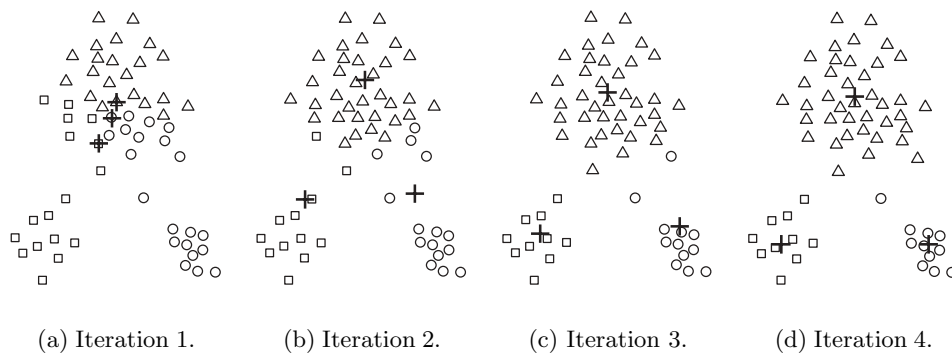 (a) Iteration 1.
(b) Iteration 2.
(c) Iteration 3.
(d) Iteration 4.